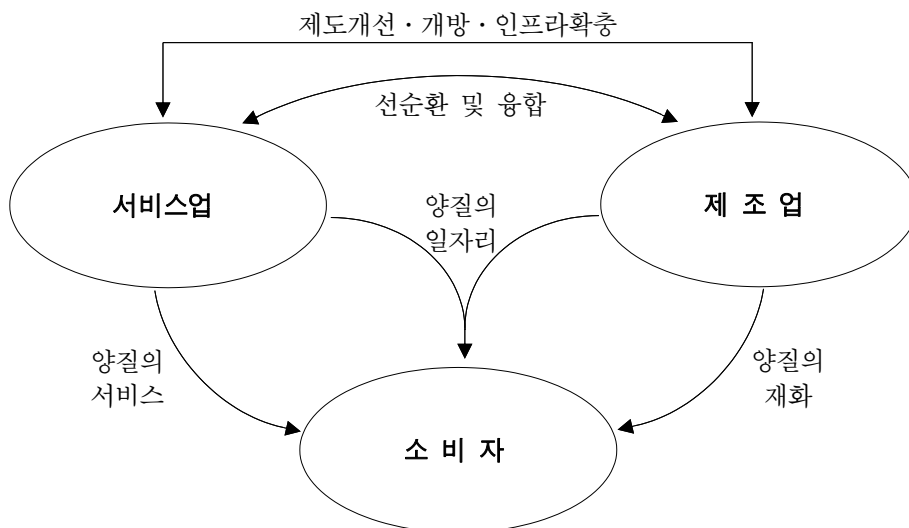 제도개선·개방·인프라확충
선순환 및 융합
서비스업
양질의
일자리
제 조 업
양질의
서비스
양질의
재화
소 비 자